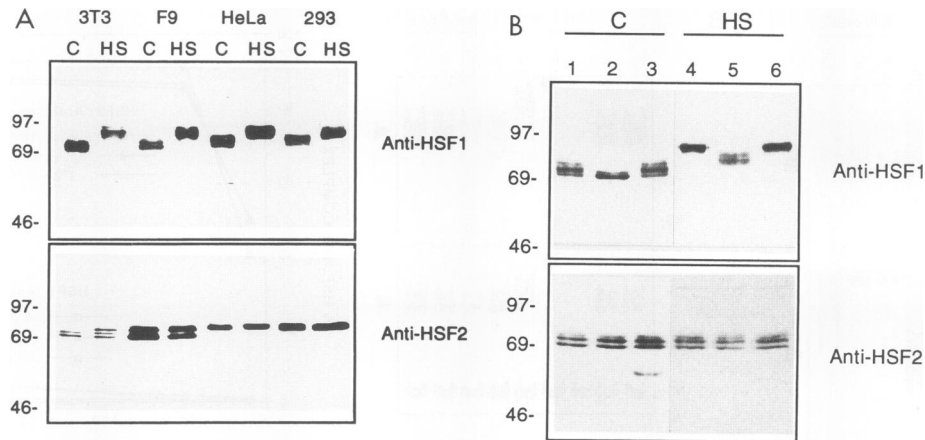 A
3T3 F9 HeLa 293
C HS C HS C HS C HS
97-
69-
Anti-HSF1
46-
97-
69-
Anti-HSF2
46-
B
C HS
1 2 3 4 5 6
97-
69-
Anti-HSF1
46-
97-
69-
Anti-HSF2
46-